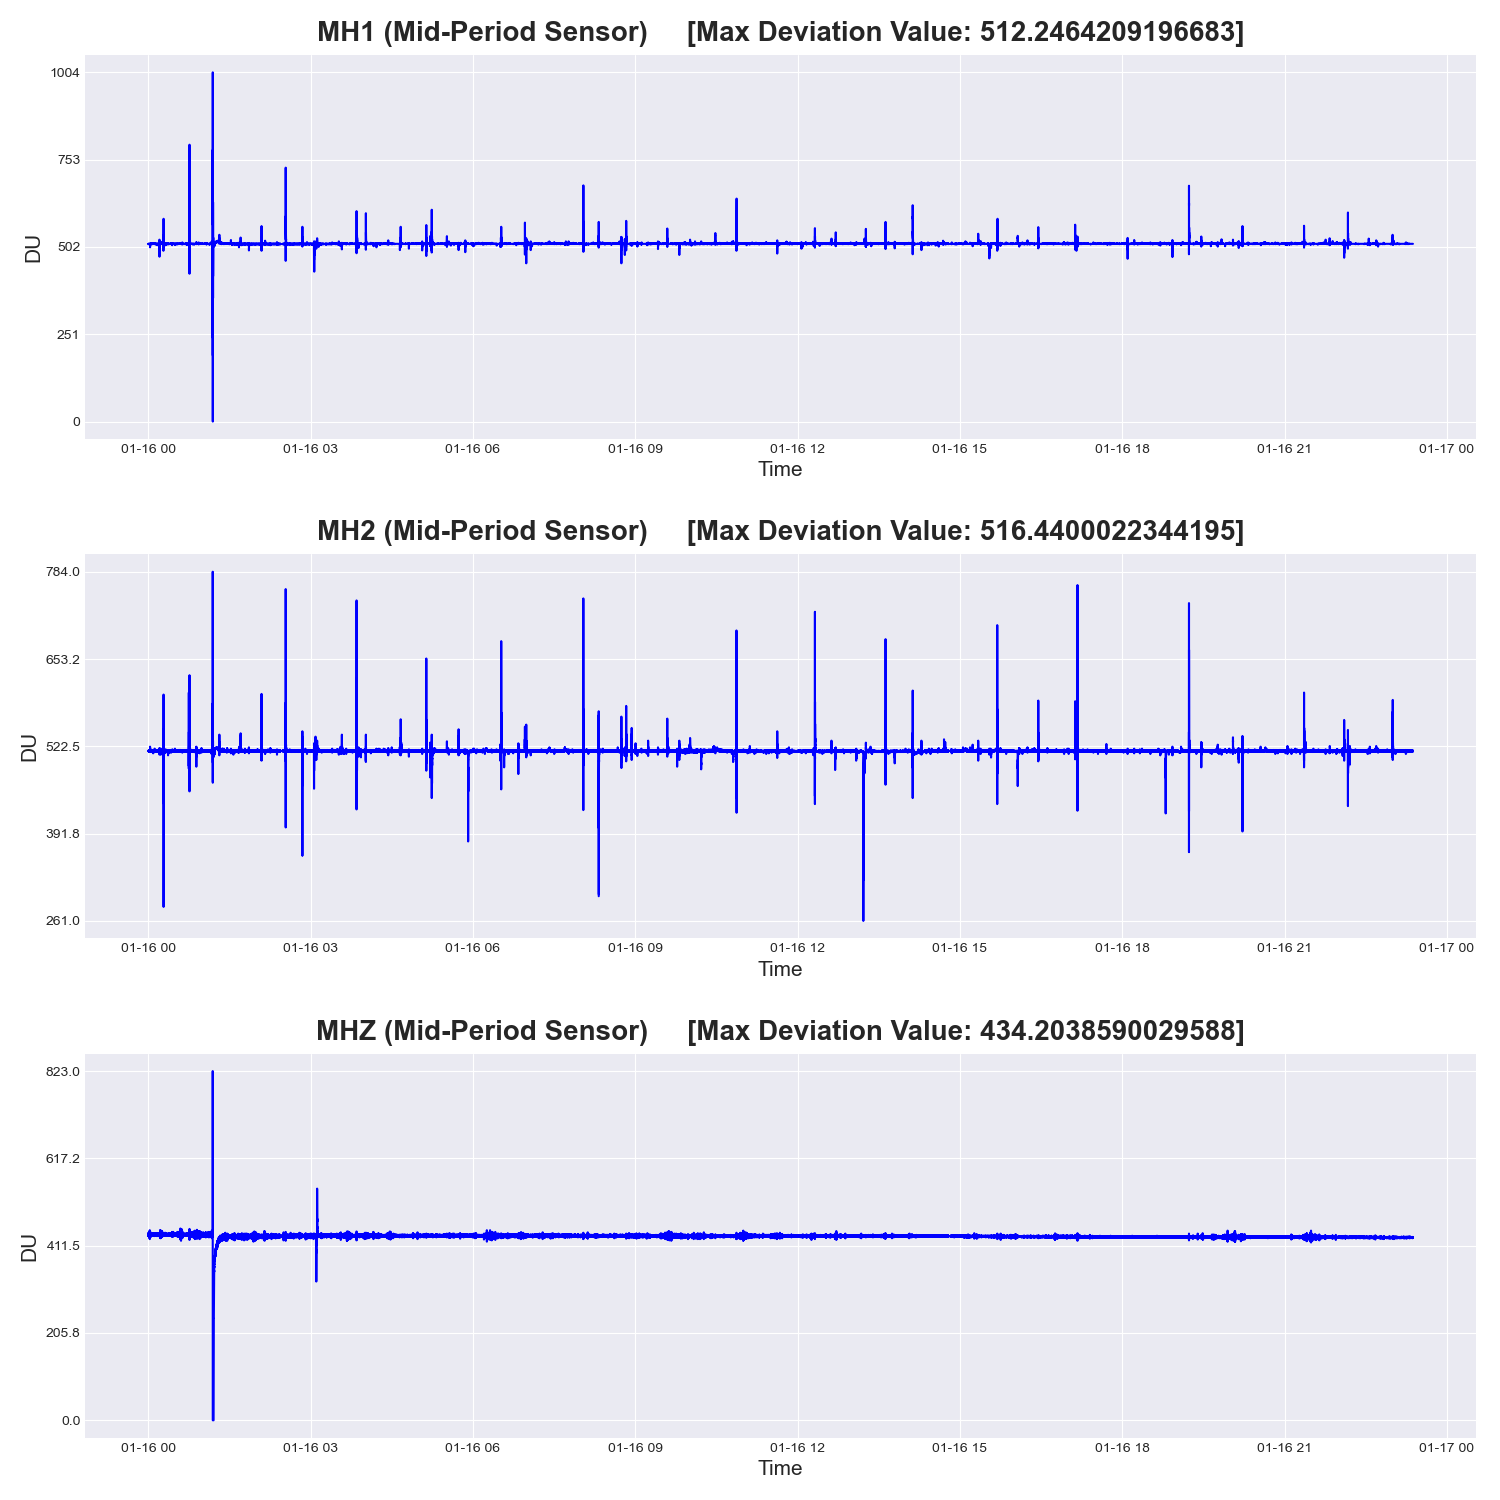 MH1 (Mid-Period Sensor) [Max Deviation Value: 512.2464209196683]
1004
753
502
251
0
DU
01-16 00 01-16 03 01-16 06 01-16 09 01-16 12 01-16 15 01-16 18 01-16 21 01-17 00
Time
MH2 (Mid-Period Sensor) [Max Deviation Value: 516.4400022344195]
784.0
653.2
522.5
391.8
261.0
DU
01-16 00 01-16 03 01-16 06 01-16 09 01-16 12 01-16 15 01-16 18 01-16 21 01-17 00
Time
MHZ (Mid-Period Sensor) [Max Deviation Value: 434.2038590029588]
823.0
617.2
411.5
205.8
0.0
DU
01-16 00 01-16 03 01-16 06 01-16 09 01-16 12 01-16 15 01-16 18 01-16 21 01-17 00
Time